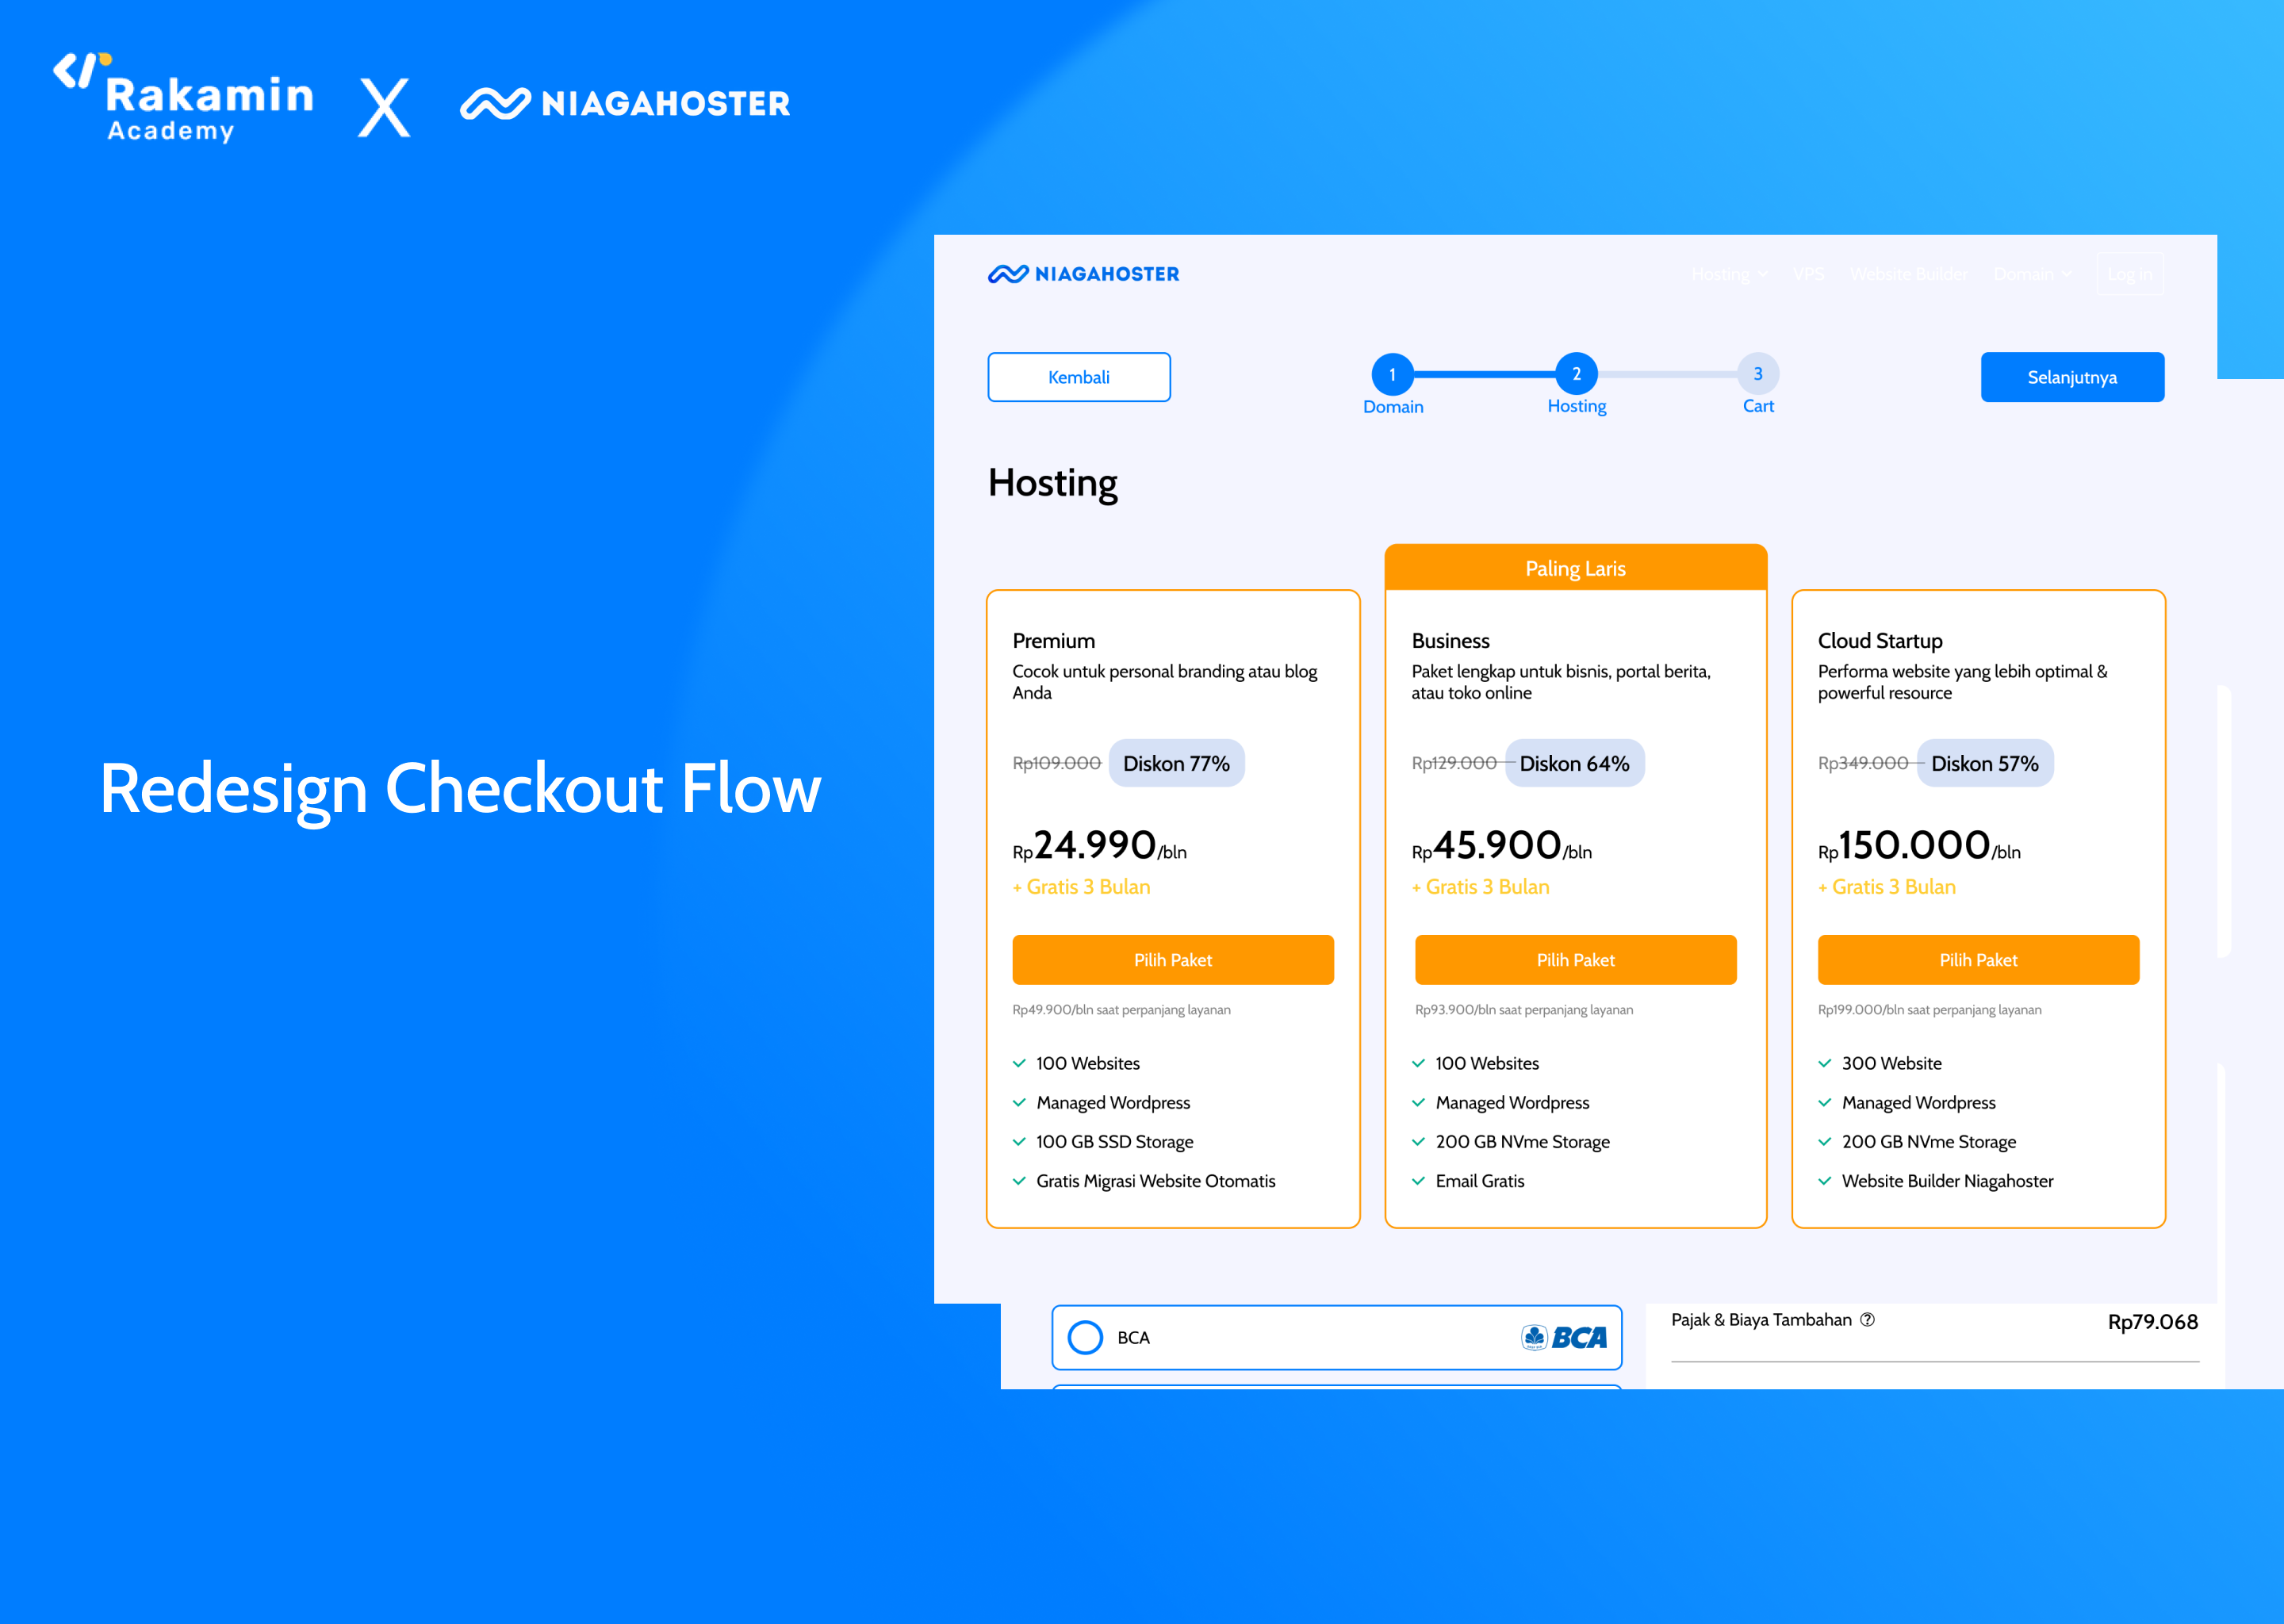 Rakamin
Academy
X
NIAGAHOSTER
Redesign Checkout Flow
NIAGAHOSTER
Hosting
VPS
Website Builder
Domain
Log in
Kembali
1
2
3
Domain
Hosting
Cart
Selanjutnya
Hosting
Premium
Cocok untuk personal branding atau blog
Anda
Rp109.000
Diskon 77%
Rp24.990/bln
+ Gratis 3 Bulan
Pilih Paket
Rp49.900/bln saat perpanjang layanan
100 Websites
Managed Wordpress
100 GB SSD Storage
Gratis Migrasi Website Otomatis
Paling Laris
Business
Paket lengkap untuk bisnis, portal berita,
atau toko online
Rp129.000
Diskon 64%
Rp45.900/bln
+ Gratis 3 Bulan
Pilih Paket
Rp93.900/bln saat perpanjang layanan
100 Websites
Managed Wordpress
200 GB NVme Storage
Email Gratis
Cloud Startup
Performa website yang lebih optimal &
powerful resource
Rp349.000
Diskon 57%
Rp150.000/bln
+ Gratis 3 Bulan
Pilih Paket
Rp199.000/bln saat perpanjang layanan
300 Website
Managed Wordpress
200 GB NVme Storage
Website Builder Niagahoster
BCA
BCA
Pajak & Biaya Tambahan
Rp79.068